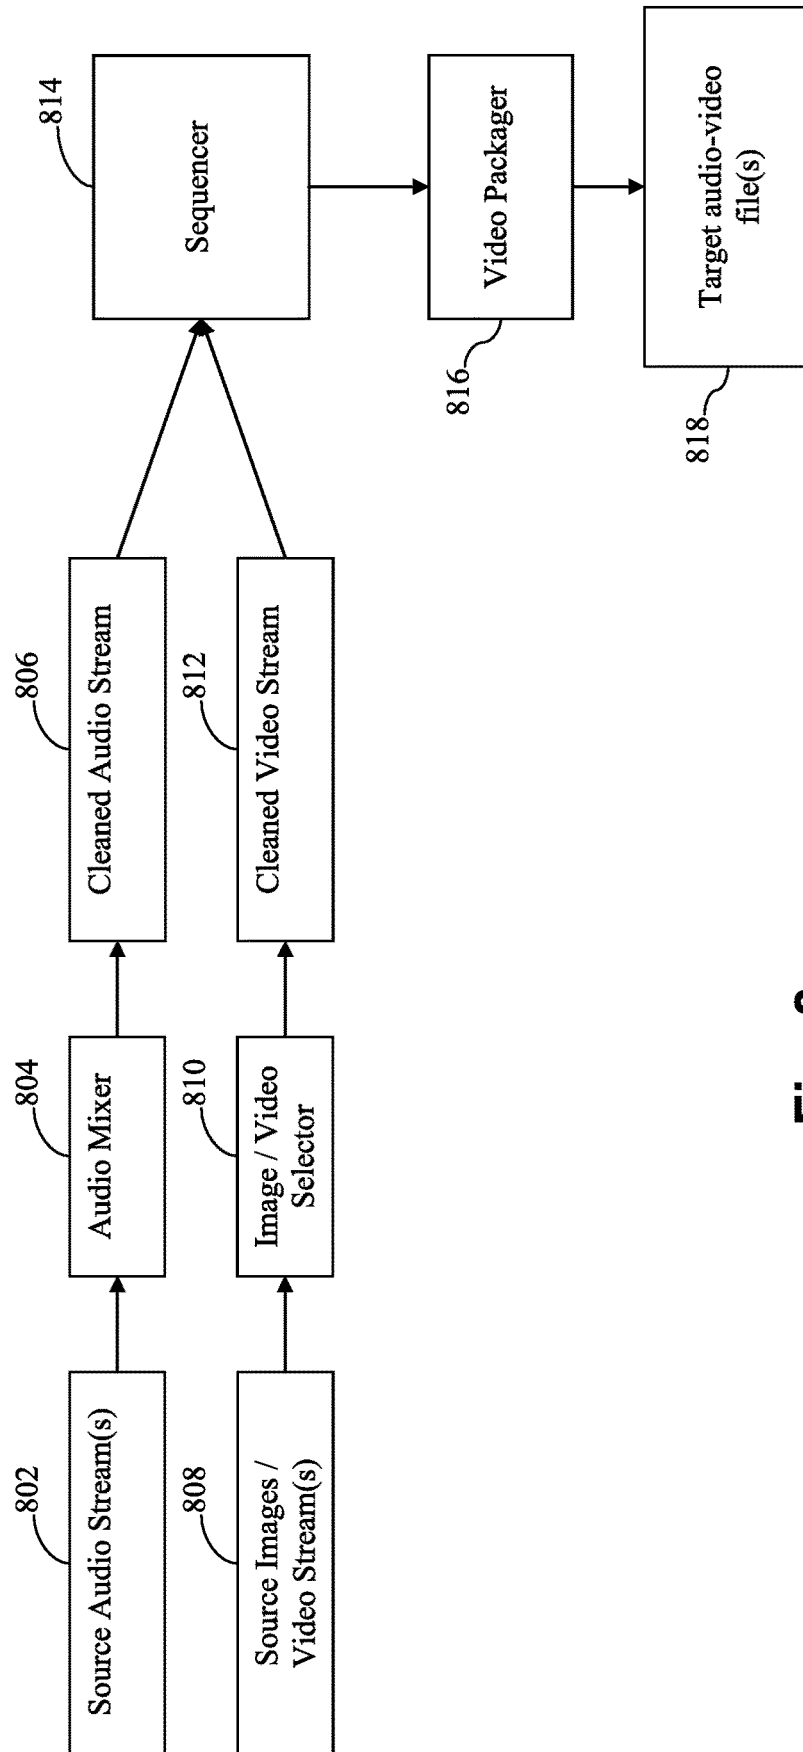 802
Source Audio Stream(s)
804
Audio Mixer
806
Cleaned Audio Stream
808
Source Images /
Video Stream(s)
810
Image / Video
Selector
812
Cleaned Video Stream
814
Sequencer
816
Video Packager
818
Target audio-video
file(s)